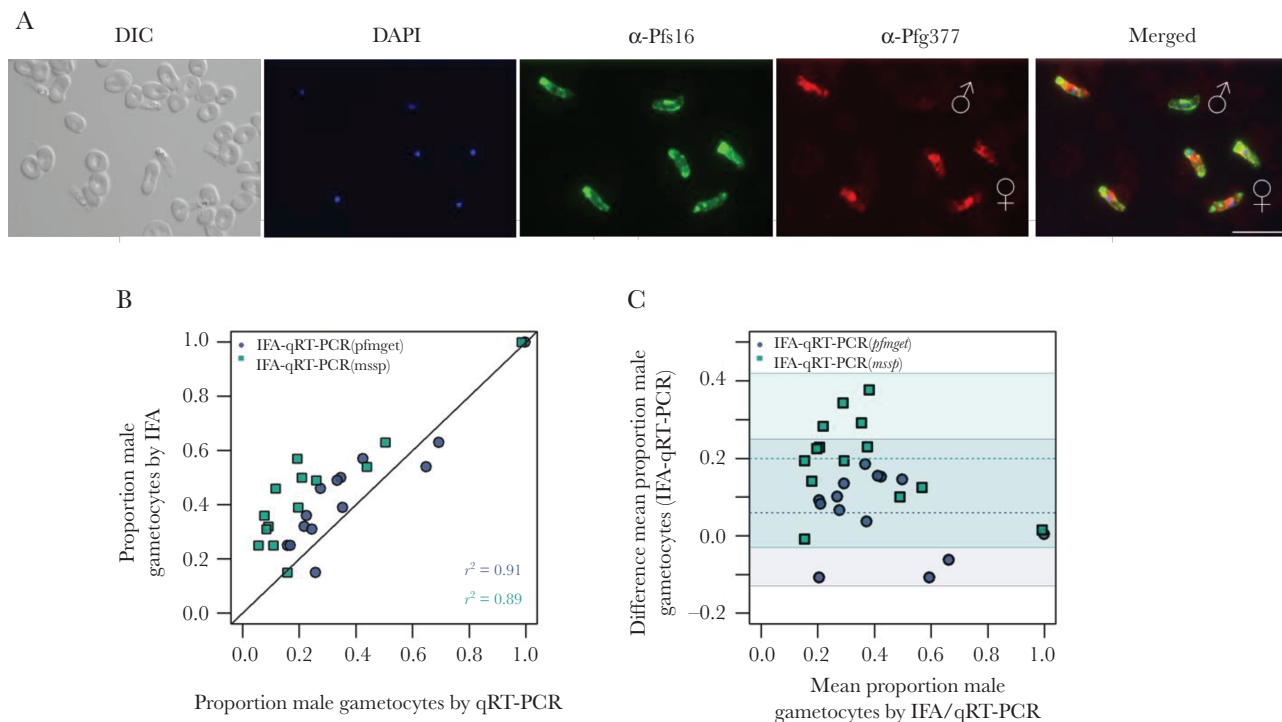 A
DIC
DAPI
α-Pfs16
α-Pfg377
Merged
♂
♂
♀
♀
B
Proportion male
gametocytes by IFA
1.0
0.8
0.6
0.4
0.2
0.0
IFA-qRT-PCR(pfmget)
IFA-qRT-PCR(mssp)
r² = 0.91
r² = 0.89
0.0 0.2 0.4 0.6 0.8 1.0
Proportion male gametocytes by qRT-PCR
C
Difference mean proportion male
gametocytes (IFA-qRT-PCR)
0.4
0.2
0.0
−0.2
IFA-qRT-PCR(pfmget)
IFA-qRT-PCR(mssp)
0.0 0.2 0.4 0.6 0.8 1.0
Mean proportion male
gametocytes by IFA/qRT-PCR